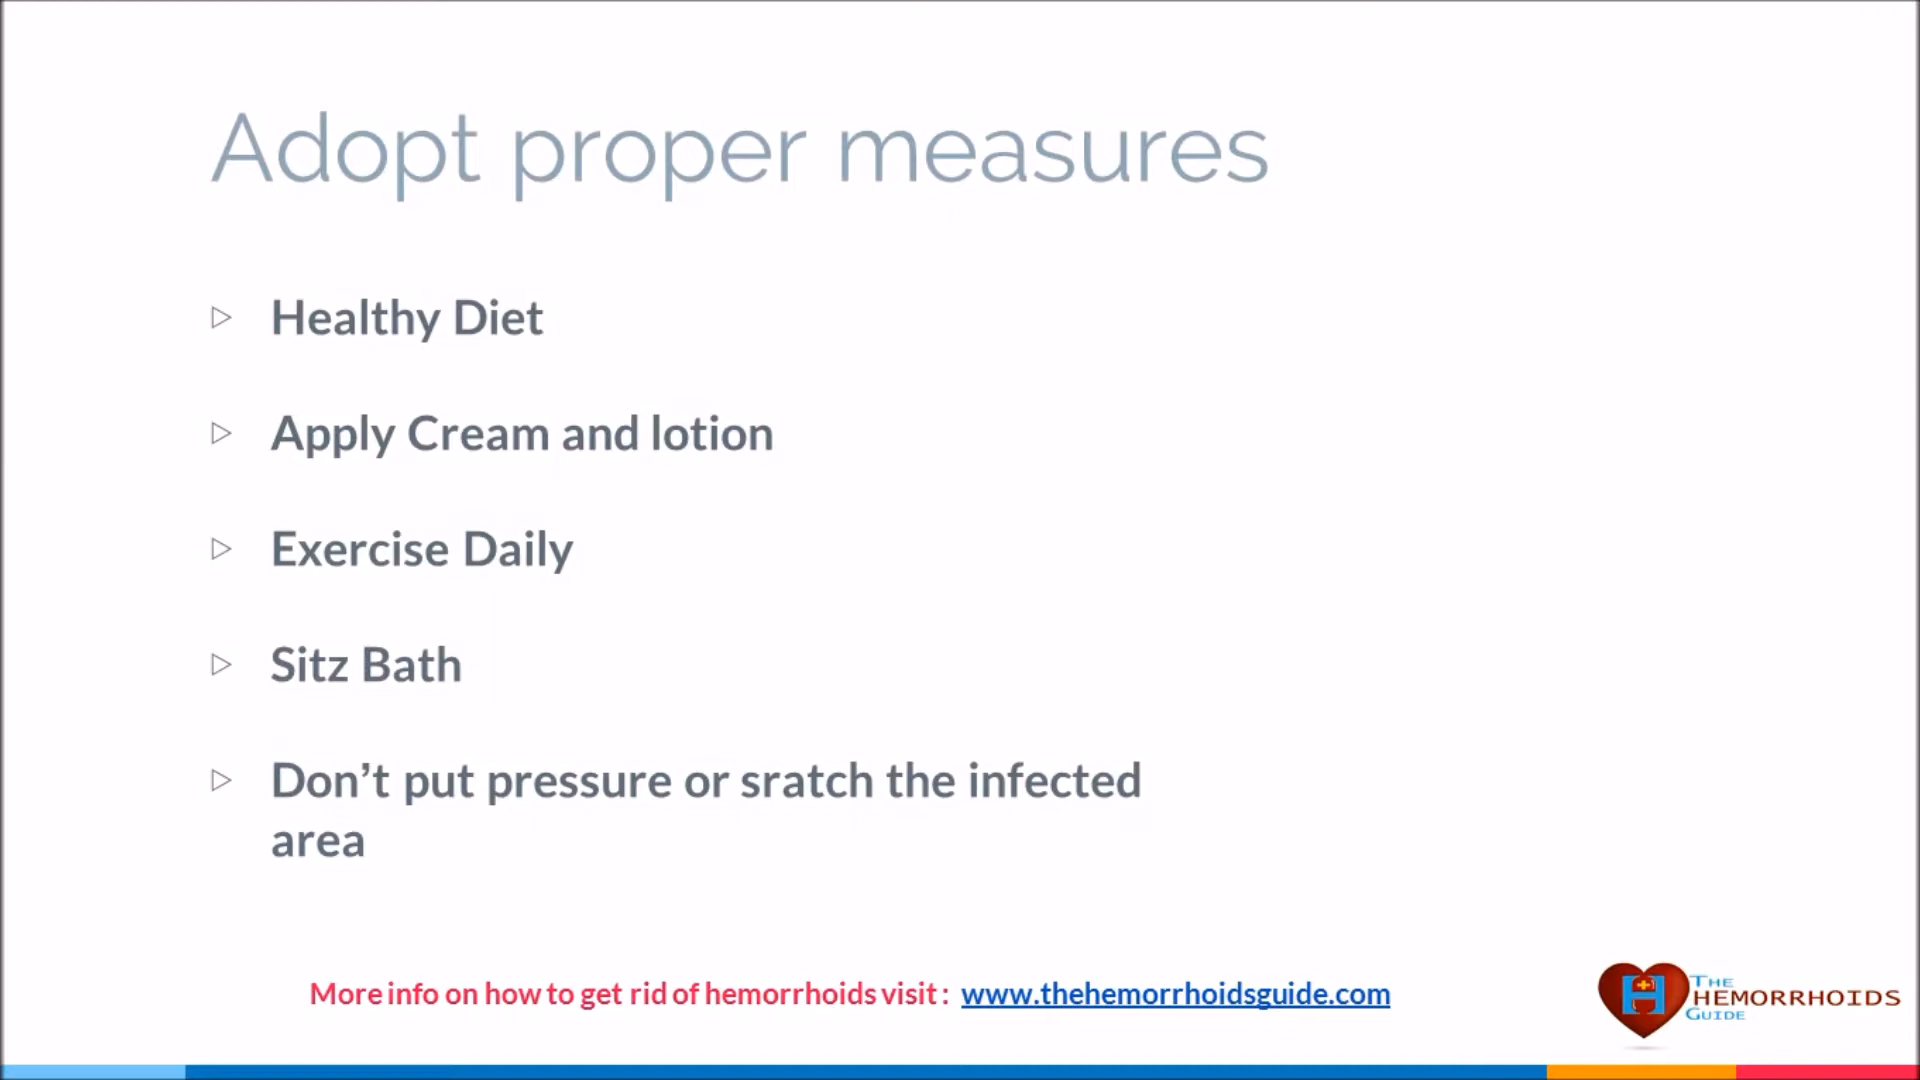 Adopt proper measures
Healthy Diet
Apply Cream and lotion
Exercise Daily
Sitz Bath
Don’t put pressure or sratch the infected
area
More info on how to get rid of hemorrhoids visit : www.thehemorrhoidsguide.com
H
THE
HEMORRHOIDS
GUIDE